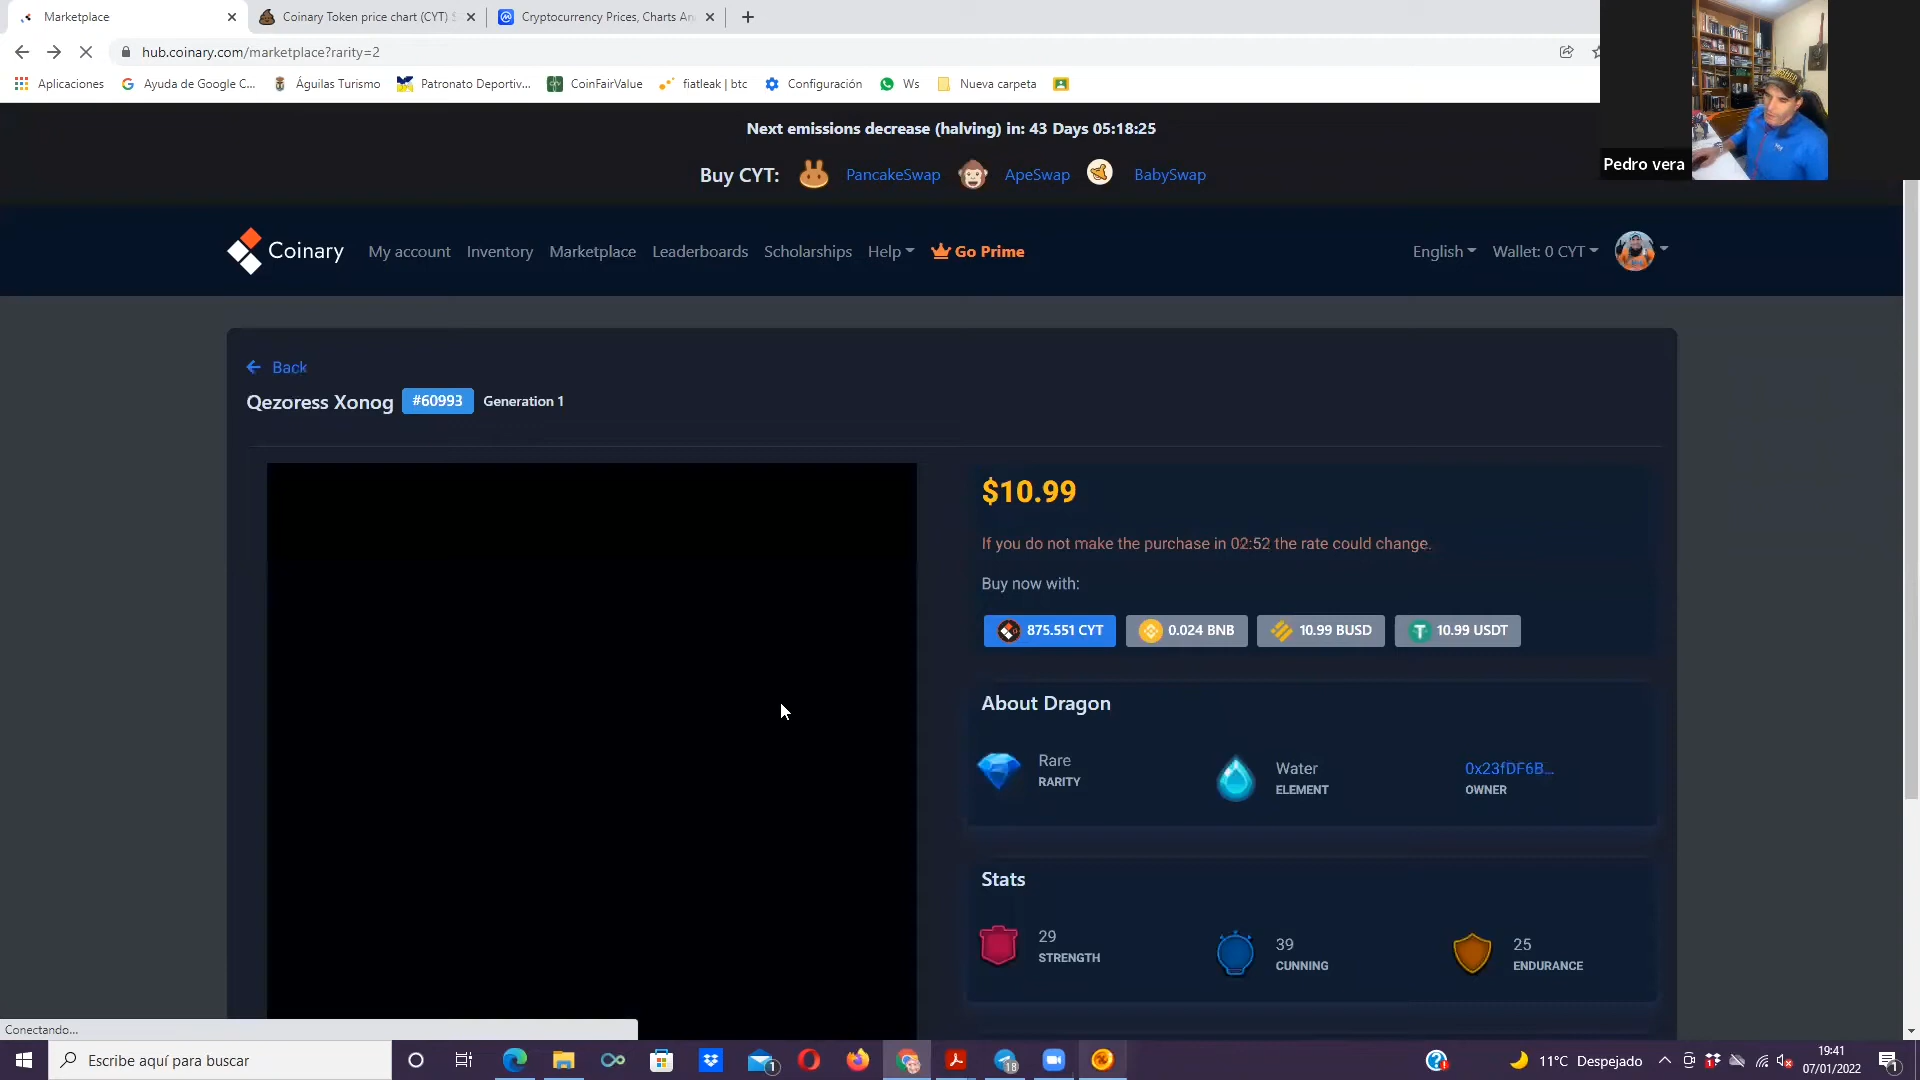 Marketplace
Coinary Token price chart (CYT) S
Cryptocurrency Prices, Charts An
hub.coinary.com/marketplace?rarity=2
Aplicaciones
Ayuda de Google C...
Águilas Turismo
Patronato Deportiv...
CoinFairValue
fiatleak | btc
Configuración
Ws
Nueva carpeta
Pedro vera
Next emissions decrease (halving) in: 43 Days 05:18:25
Buy CYT:
PancakeSwap
ApeSwap
BabySwap
Coinary
My account
Inventory
Marketplace
Leaderboards
Scholarships
Help
Go Prime
English
Wallet: 0 CYT
Back
Qezoress Xonog
#60993
Generation 1
$10.99
If you do not make the purchase in 02:52 the rate could change.
Buy now with:
875.551 CYT
0.024 BNB
10.99 BUSD
10.99 USDT
About Dragon
Rare
RARITY
Water
ELEMENT
0x23fDF6B...
OWNER
Stats
29
STRENGTH
39
CUNNING
25
ENDURANCE
Conectando...
Escribe aquí para buscar
1
18
11°C Despejado
19:41
07/01/2022
1